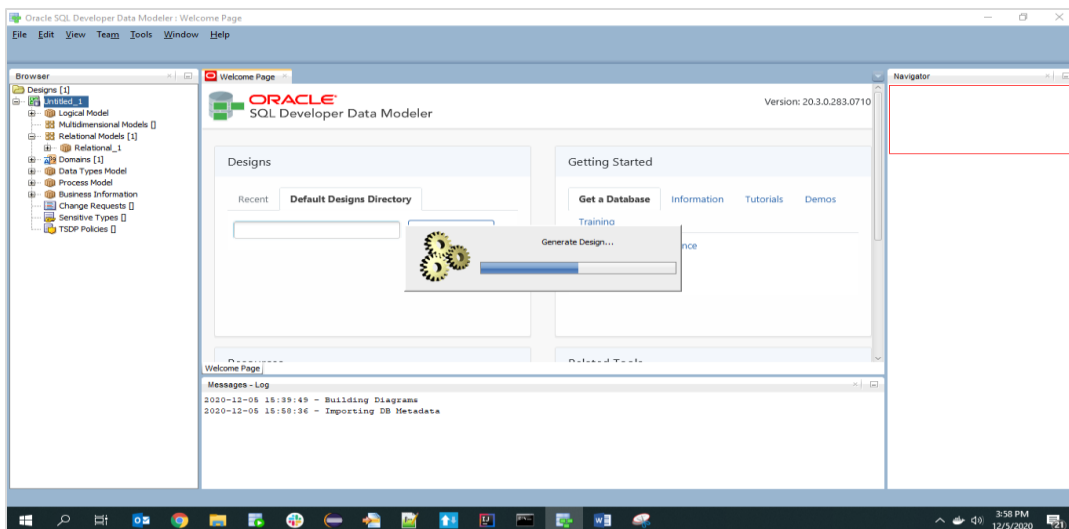 Oracle SQL Developer Data Modeler : Welcome Page
File Edit View Team Tools Window Help
Browser
Designs [1]
Untitled_1
Logical Model
Multidimensional Models []
Relational Models [1]
Relational_1
Domains [1]
Data Types Model
Process Model
Business Information
Change Requests []
Sensitive Types []
TSDP Policies []
Welcome Page
ORACLE
SQL Developer Data Modeler
Version: 20.3.0.283.0710
Designs
Recent Default Designs Directory
Getting Started
Get a Database Information Tutorials Demos
Training
Generate Design...
Welcome Page
Messages - Log
2020-12-05 15:39:49 - Building Diagrams
2020-12-05 15:58:36 - Importing DB Metadata
Navigator
3:58 PM
12/5/2020
21